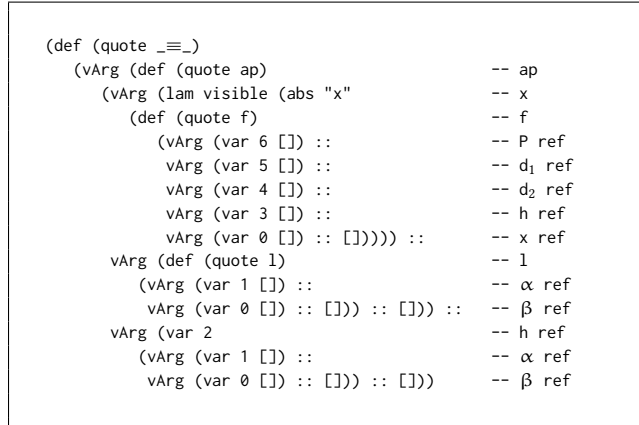 (def (quote _≡_)
   (vArg (def (quote ap)                          -- ap
      (vArg (lam visible (abs "x"                 -- x
         (def (quote f)                           -- f
            (vArg (var 6 []) ::                   -- P ref
             vArg (var 5 []) ::                   -- d₁ ref
             vArg (var 4 []) ::                   -- d₂ ref
             vArg (var 3 []) ::                   -- h ref
             vArg (var 0 []) :: [])))) ::         -- x ref
       vArg (def (quote l)                        -- l
          (vArg (var 1 []) ::                     -- α ref
           vArg (var 0 []) :: [])) :: [])) ::     -- β ref
       vArg (var 2                                -- h ref
          (vArg (var 1 []) ::                     -- α ref
           vArg (var 0 []) :: [])) :: []))        -- β ref